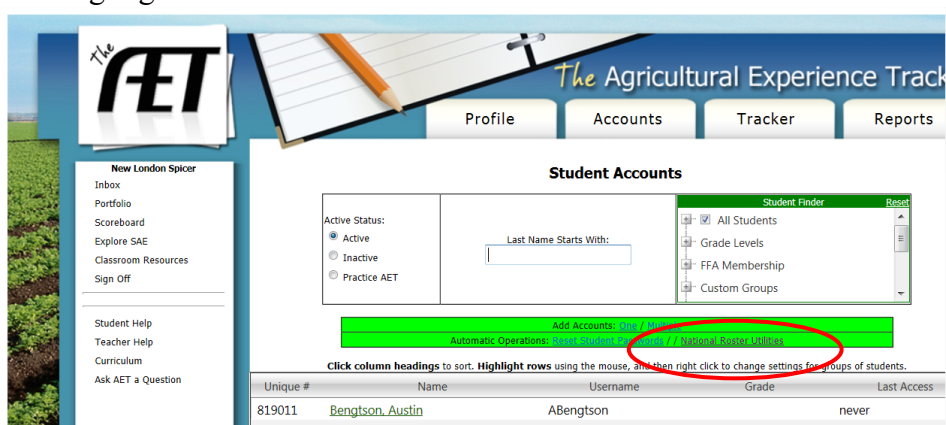 The AET
The Agricultural Experience Track
Profile Accounts Tracker Reports
New London Spicer
Inbox
Portfolio
Scoreboard
Explore SAE
Classroom Resources
Sign Off
Student Help
Teacher Help
Curriculum
Ask AET a Question
Student Accounts
Active Status:
Active
Inactive
Practice AET
Last Name Starts With:
Student Finder Reset
All Students
Grade Levels
FFA Membership
Custom Groups
Add Accounts: One / Multiple
Automatic Operations: Reset Student Passwords / / National Roster Utilities
Click column headings to sort. Highlight rows using the mouse, and then right click to change settings for groups of students.
Unique # Name Username Grade Last Access
819011 Bengtson, Austin ABengtson never